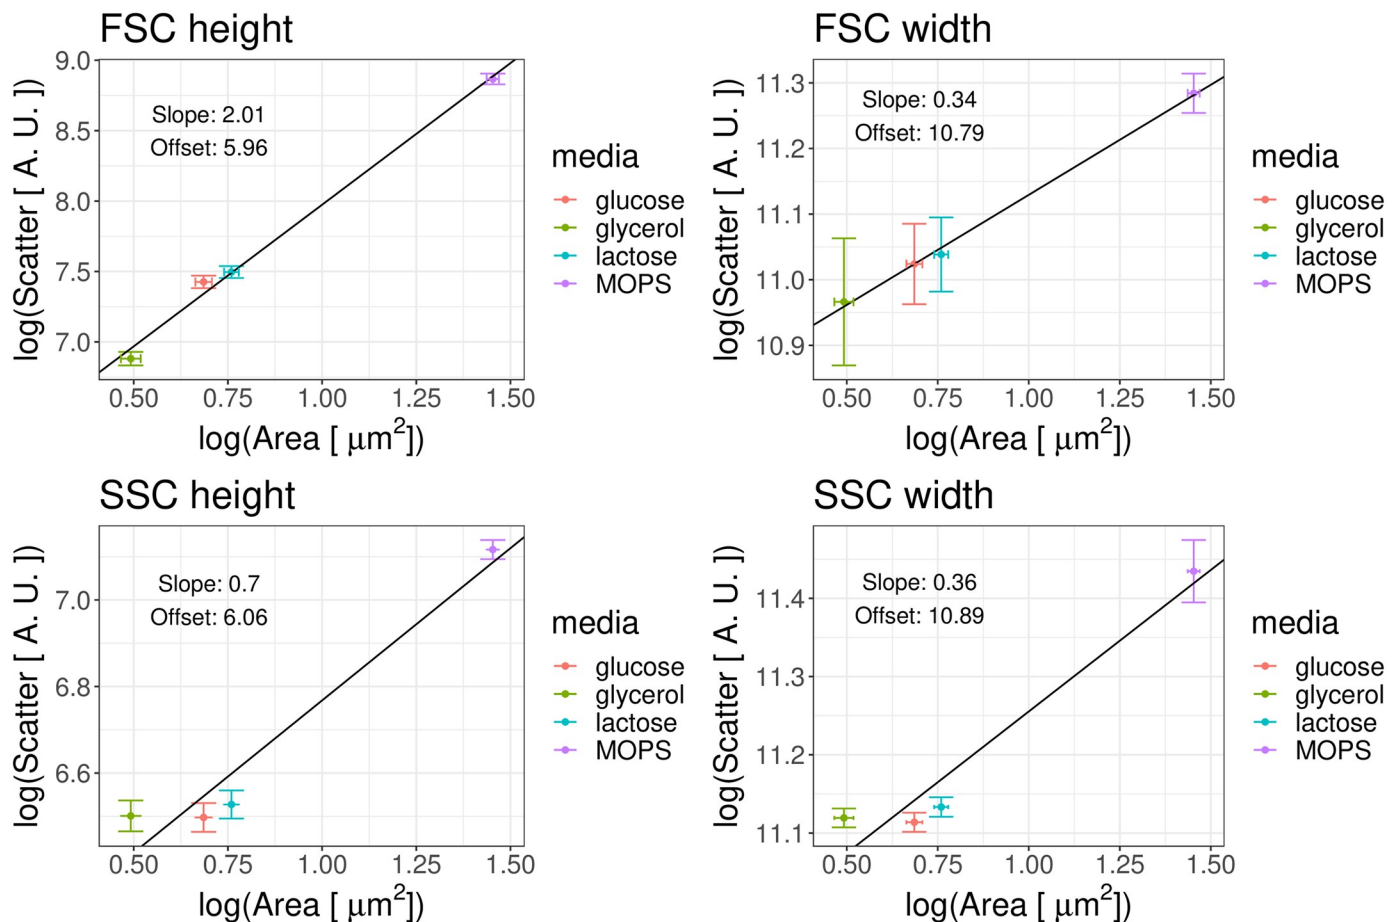 FSC height
log(Scatter [ A. U. ])
9.0
8.5
8.0
7.5
7.0
Slope: 2.01
Offset: 5.96
0.50 0.75 1.00 1.25 1.50
log(Area [ μm²])
media
glucose
glycerol
lactose
MOPS
FSC width
log(Scatter [ A. U. ])
11.3
11.2
11.1
11.0
10.9
Slope: 0.34
Offset: 10.79
0.50 0.75 1.00 1.25 1.50
log(Area [ μm²])
media
glucose
glycerol
lactose
MOPS
SSC height
log(Scatter [ A. U. ])
7.0
6.8
6.6
Slope: 0.7
Offset: 6.06
0.50 0.75 1.00 1.25 1.50
log(Area [ μm²])
media
glucose
glycerol
lactose
MOPS
SSC width
log(Scatter [ A. U. ])
11.4
11.3
11.2
11.1
Slope: 0.36
Offset: 10.89
0.50 0.75 1.00 1.25 1.50
log(Area [ μm²])
media
glucose
glycerol
lactose
MOPS